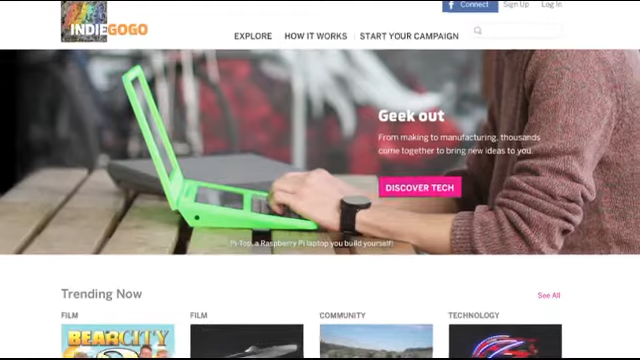 INDIEGOGO
Connect
Sign Up
Log In
EXPLORE
HOW IT WORKS
START YOUR CAMPAIGN
Geek out
From making to manufacturing, thousands
come together to bring new ideas to you.
DISCOVER TECH
Pi-Top, a Raspberry Pi laptop you build yourself!
Trending Now
See All
FILM
FILM
COMMUNITY
TECHNOLOGY
BEAR CITY